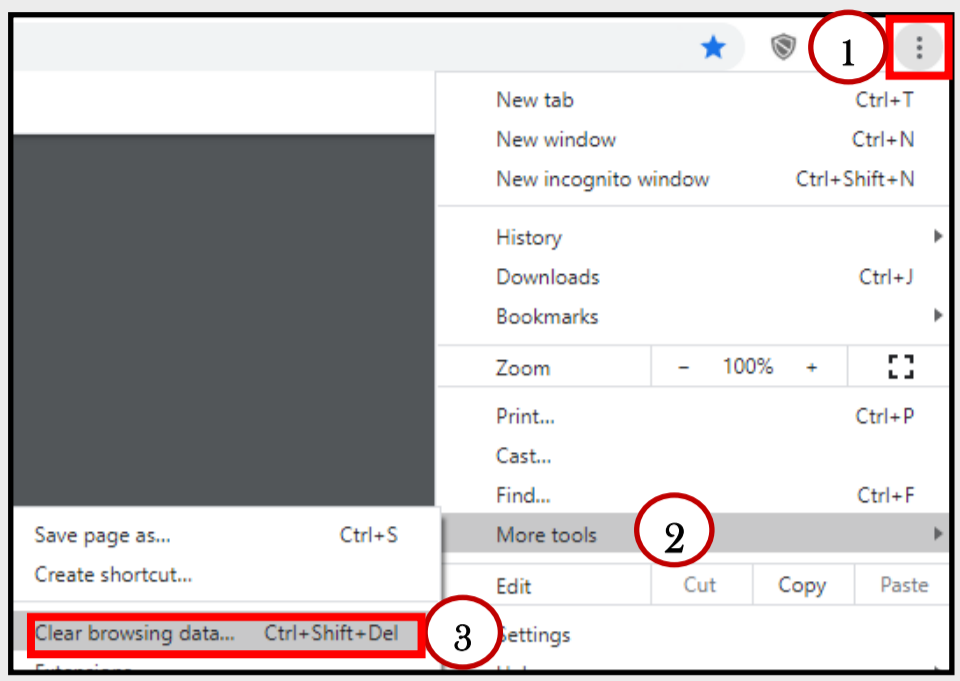 1
New tab Ctrl+T
New window Ctrl+N
New incognito window Ctrl+Shift+N
History
Downloads Ctrl+J
Bookmarks
Zoom - 100% +
Print... Ctrl+P
Cast...
Find... Ctrl+F
More tools 2
Edit Cut Copy Paste
Settings
Save page as... Ctrl+S
Create shortcut...
Clear browsing data... Ctrl+Shift+Del 3